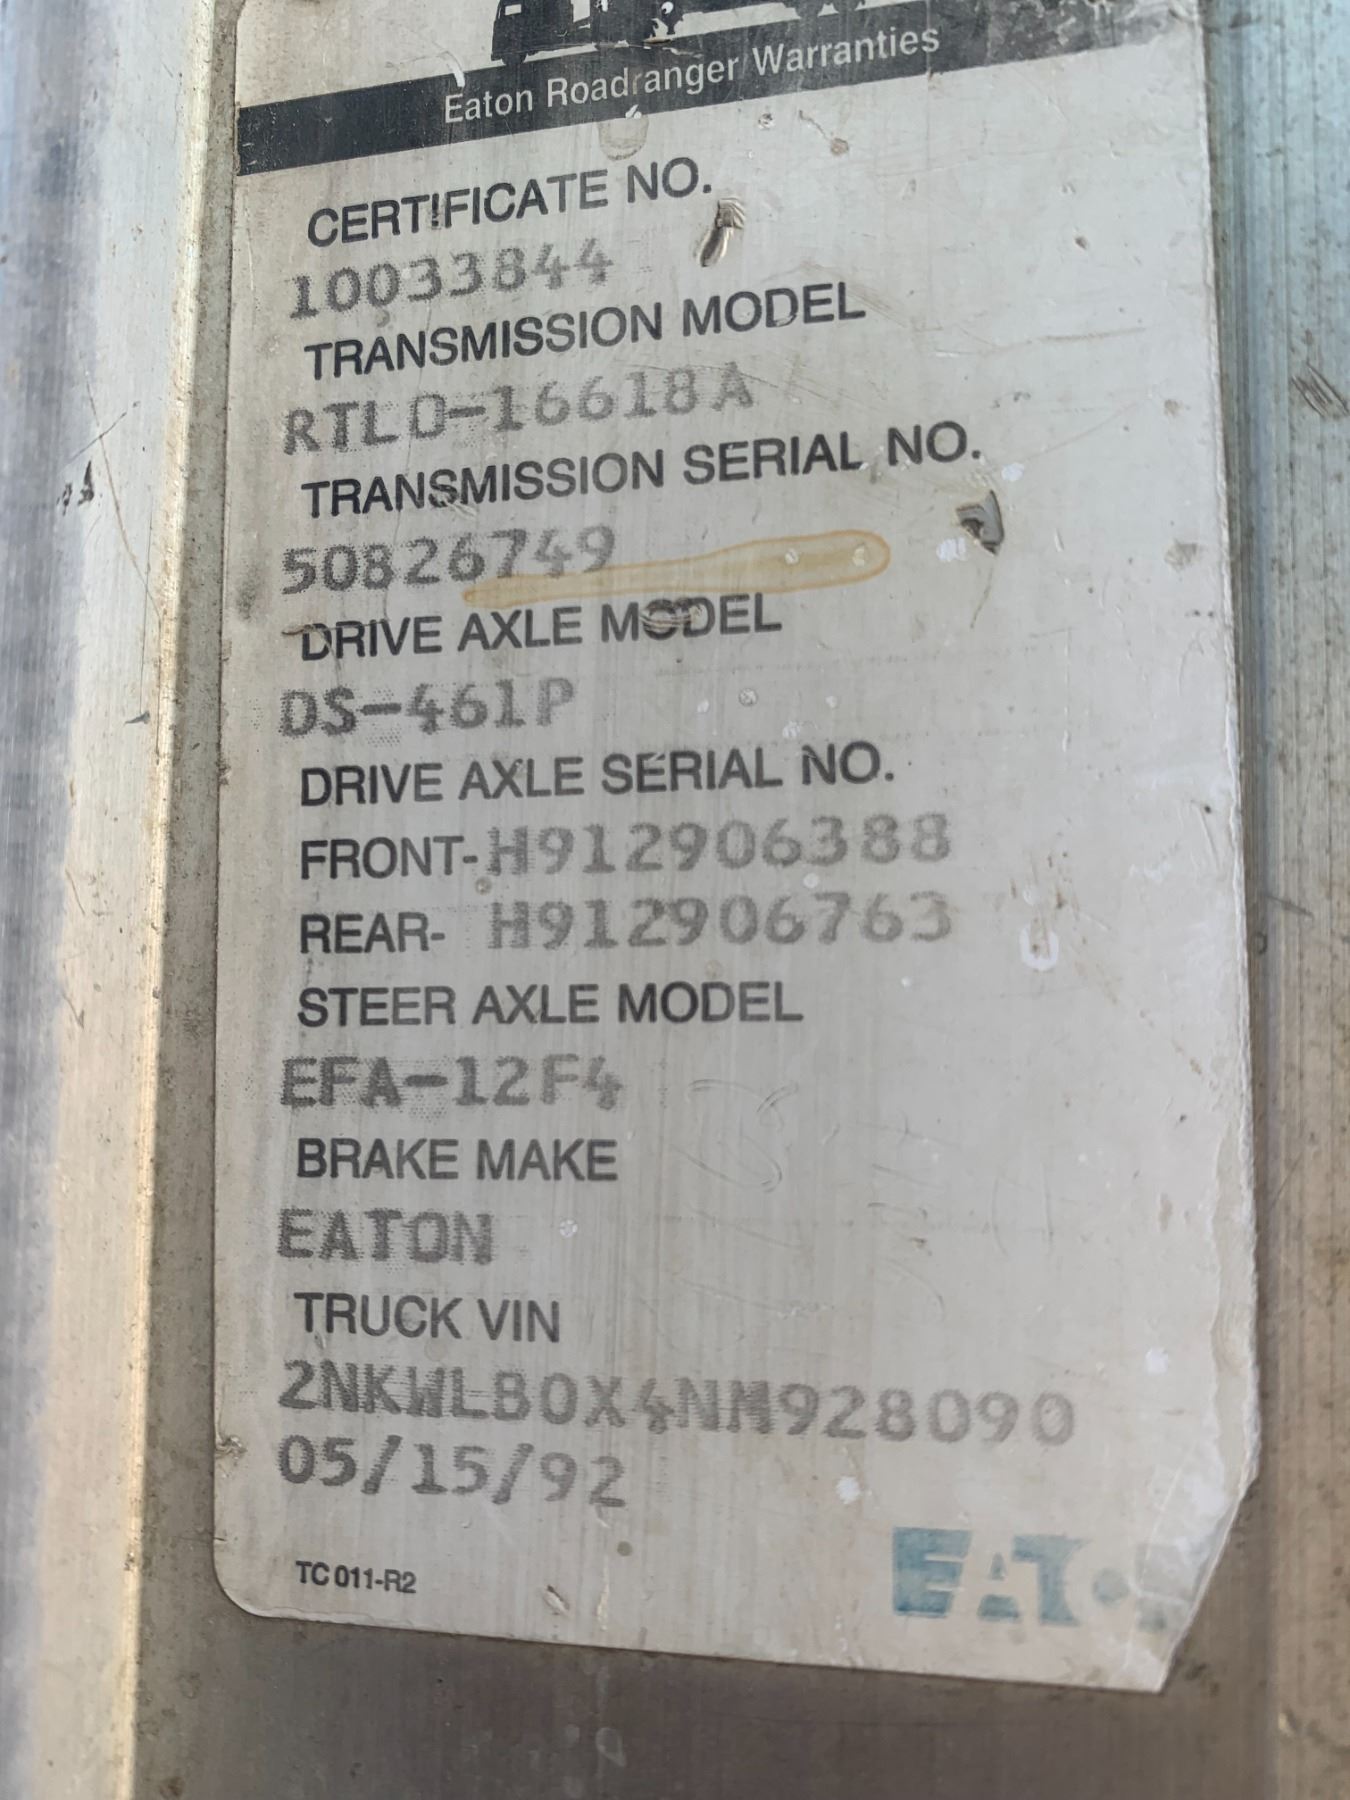 Eaton Roadranger Warranties
CERTIFICATE NO.
10033844
TRANSMISSION MODEL
RTLO-16618A
TRANSMISSION SERIAL NO.
50826749
DRIVE AXLE MODEL
DS-461P
DRIVE AXLE SERIAL NO.
FRONT- H912906388
REAR- H912906763
STEER AXLE MODEL
EFA-12F4
BRAKE MAKE
EATON
TRUCK VIN
2NKWLB0X4NM928090
05/15/92
TC 011-R2
EATON